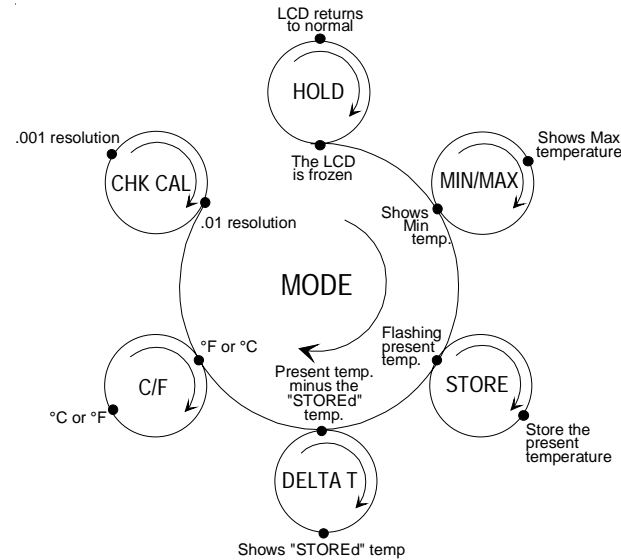 LCD returns
to normal
HOLD
The LCD
is frozen
Shows Max
temperature
MIN/MAX
Shows
Min
temp.
Flashing
present
temp.
STORE
Store the
present
temperature
Present temp.
minus the
"STOREd"
temp.
DELTA T
Shows "STOREd" temp
°F or °C
C/F
°C or °F
.001 resolution
CHK CAL
.01 resolution
MODE